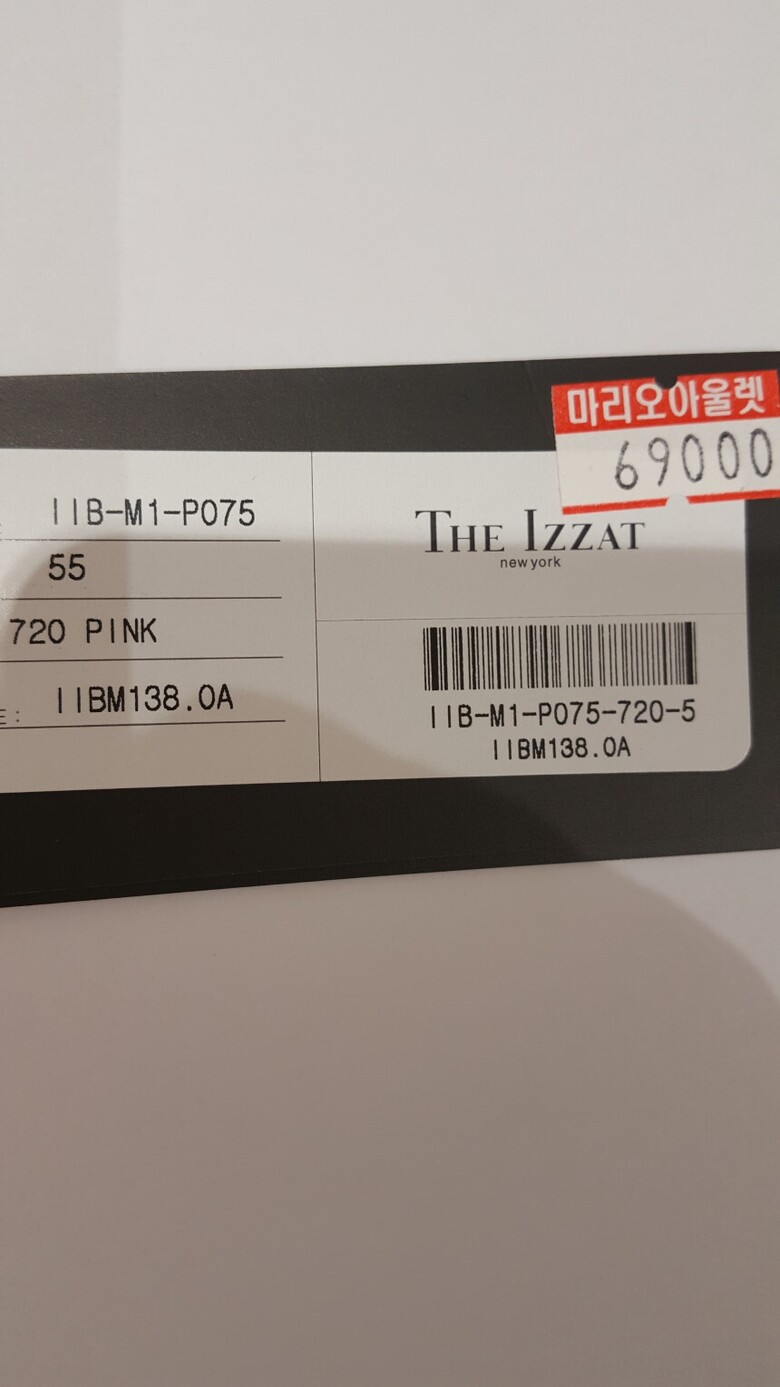 마리오아울렛
69000
IIB-M1-P075
55
720 PINK
E: IIBM138.0A
THE IZZAT
new york
IIB-M1-P075-720-5
IIBM138.0A